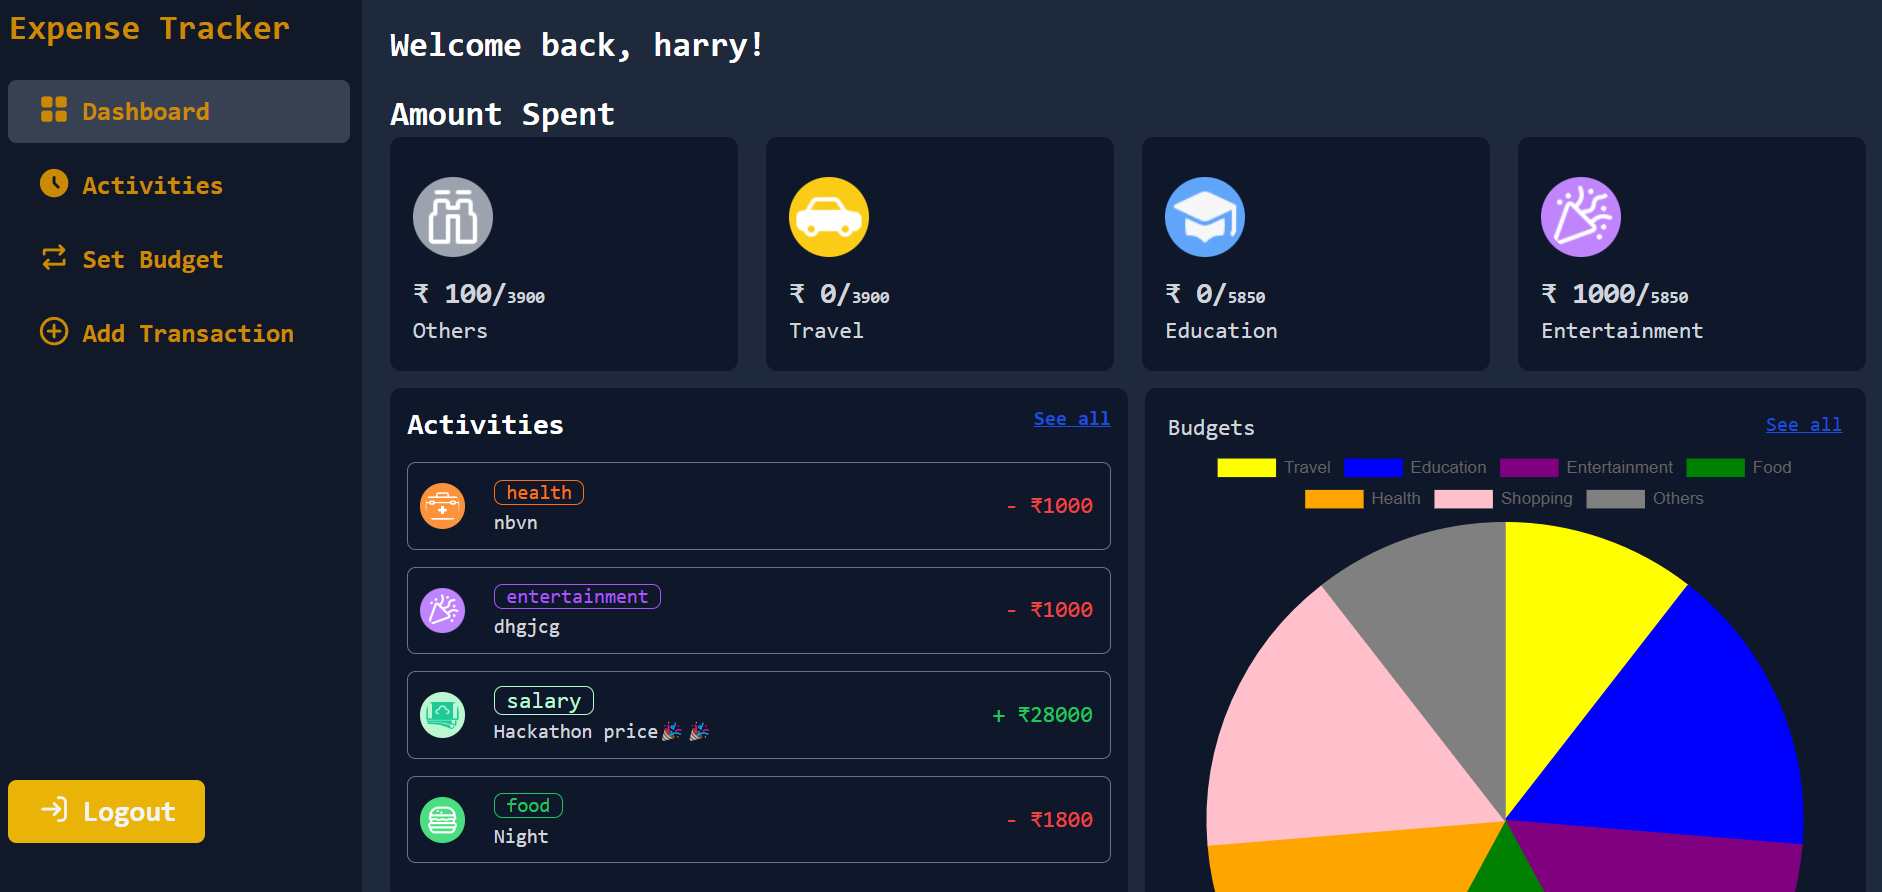 Expense Tracker
Dashboard
Activities
Set Budget
Add Transaction
Logout
Welcome back, harry!
Amount Spent
₹ 100/3900
Others
₹ 0/3900
Travel
₹ 0/5850
Education
₹ 1000/5850
Entertainment
Activities
See all
health
nbvn
- ₹1000
entertainment
dhgjcg
- ₹1000
salary
Hackathon price🎉🎉
+ ₹28000
food
Night
- ₹1800
Budgets
See all
Travel Education Entertainment Food
Health Shopping Others